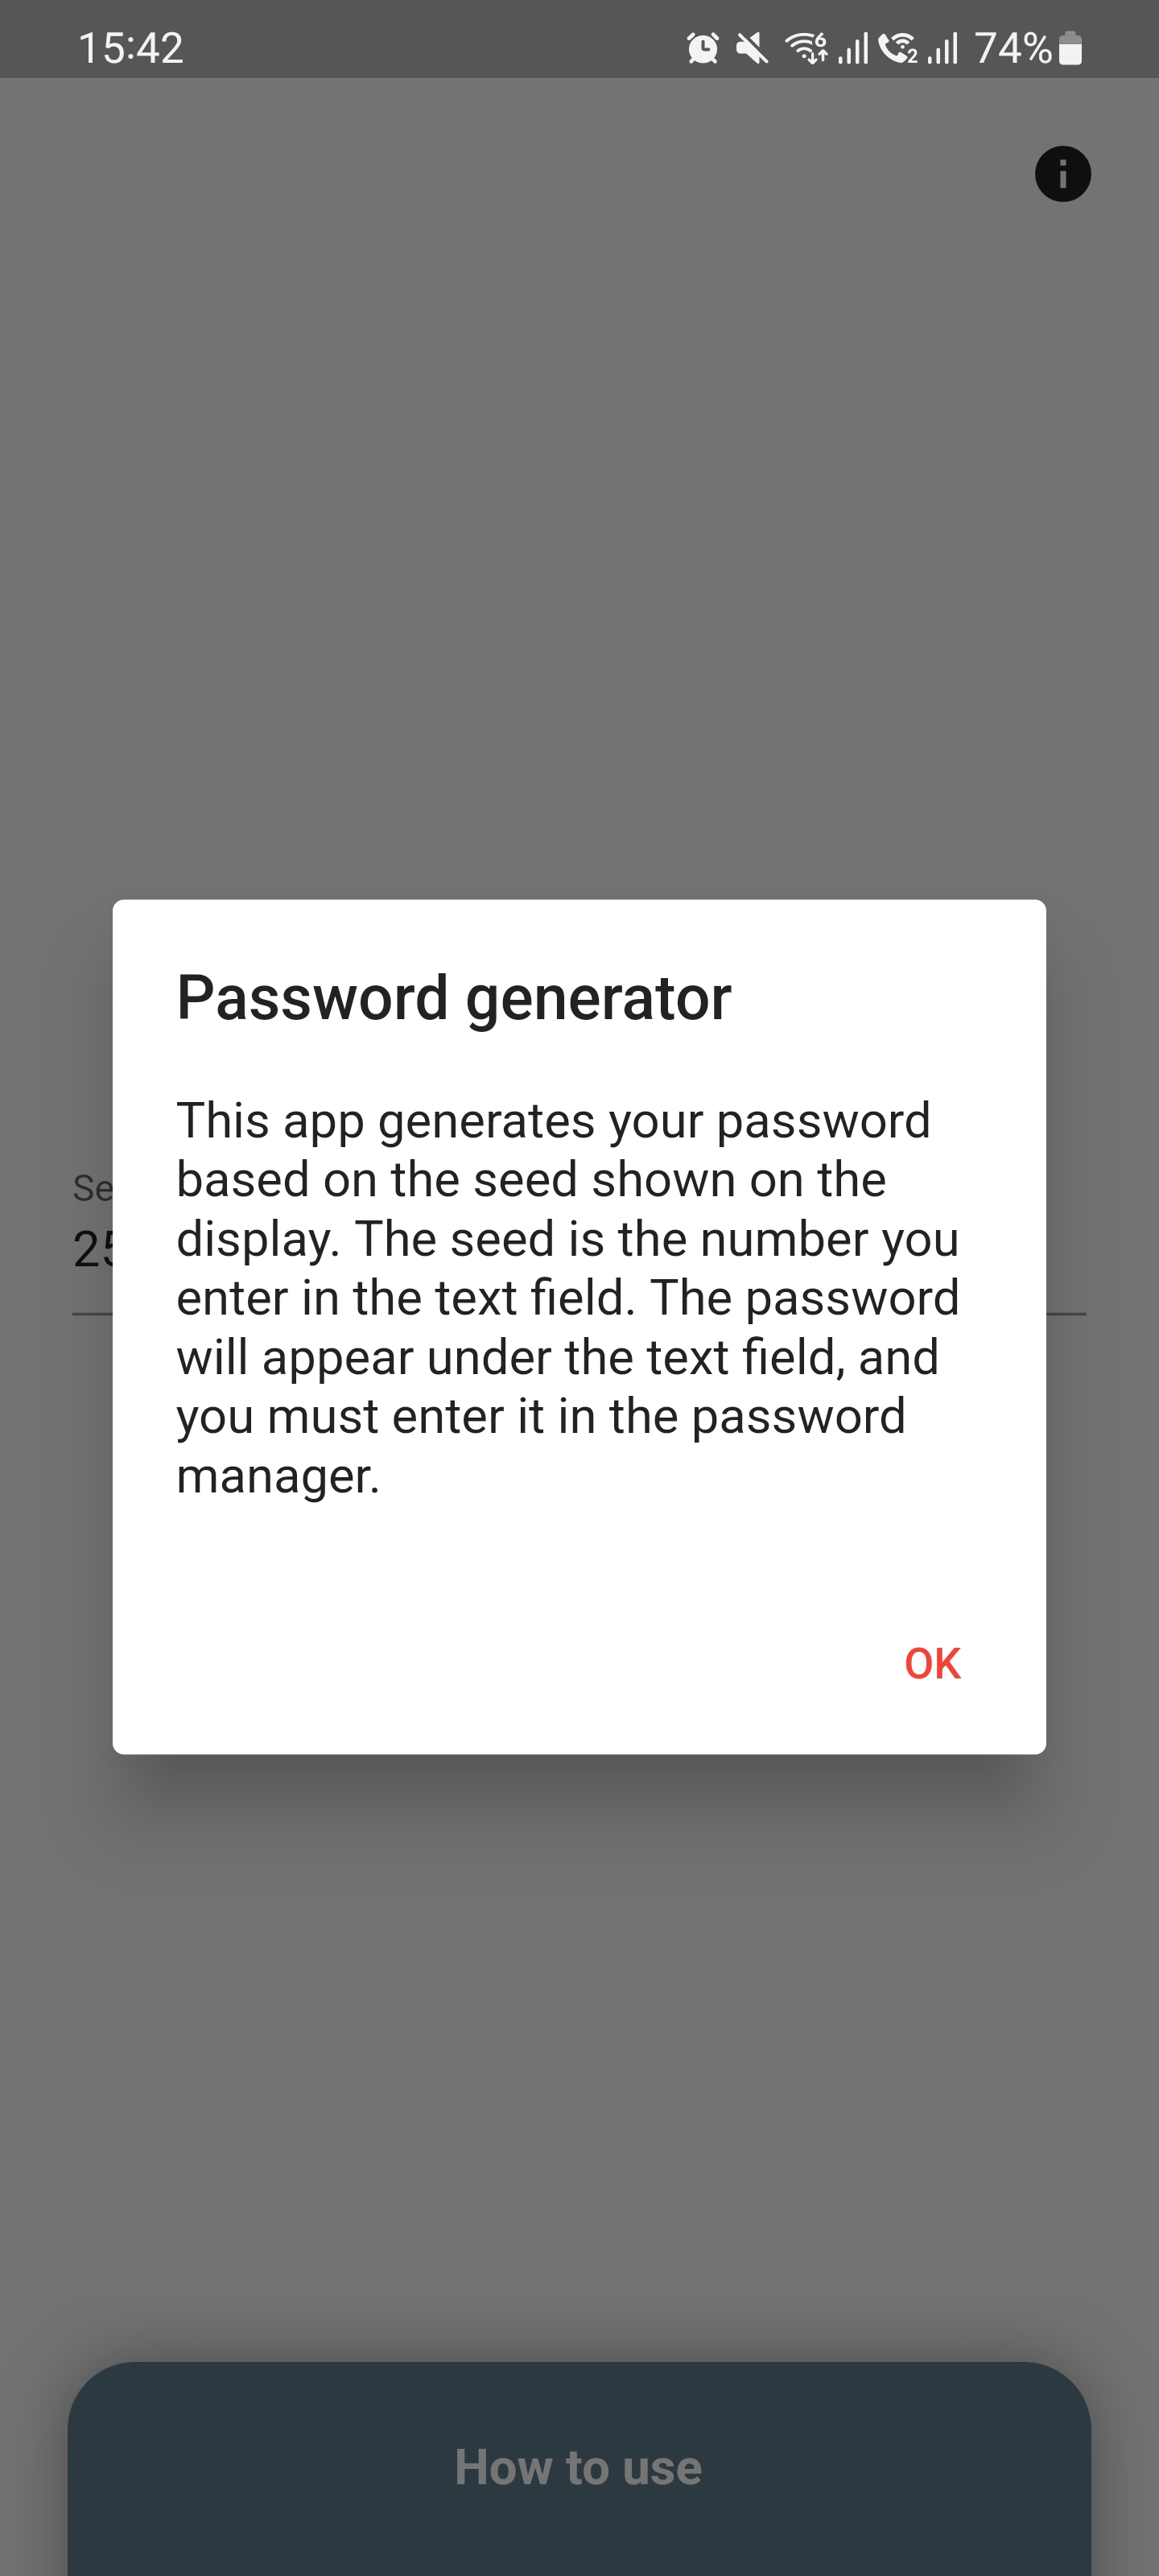 15:42
74%
Password generator
This app generates your password
based on the seed shown on the
display. The seed is the number you
enter in the text field. The password
will appear under the text field, and
you must enter it in the password
manager.
OK
How to use